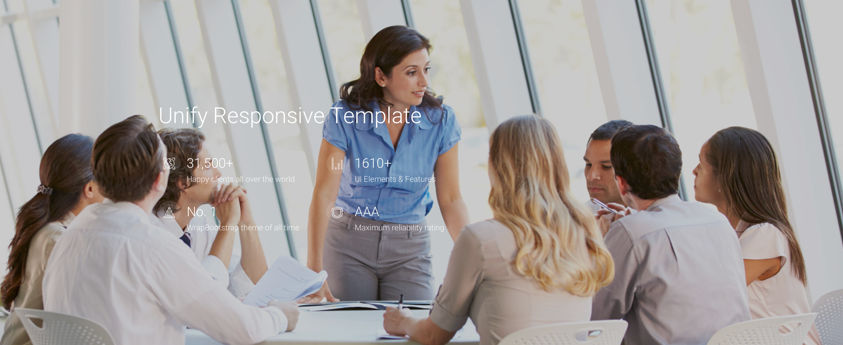 Unify Responsive Template
31,500+
Happy clients all over the world
1610+
UI Elements & Features
No. 1
WrapBootstrap theme of all time
AAA
Maximum reliability rating